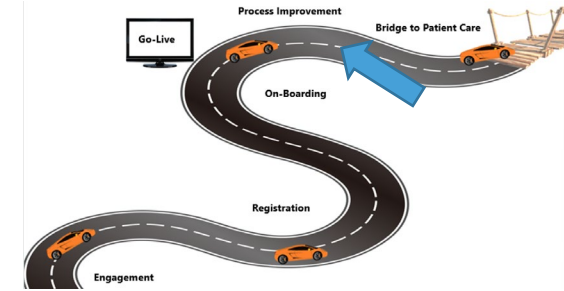 Process Improvement
Bridge to Patient Care
Go-Live
On-Boarding
Registration
Engagement